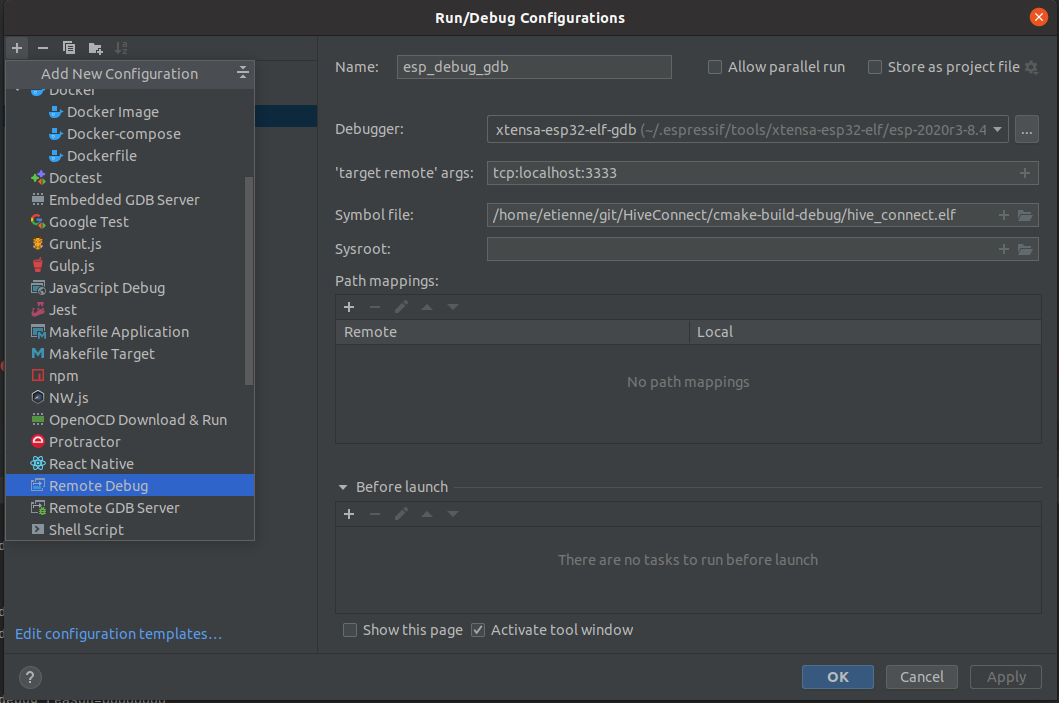 Run/Debug Configurations
Add New Configuration
Docker
Docker Image
Docker-compose
Dockerfile
Doctest
Embedded GDB Server
Google Test
Grunt.js
Gulp.js
JavaScript Debug
Jest
Makefile Application
Makefile Target
npm
NW.js
OpenOCD Download & Run
Protractor
React Native
Remote Debug
Remote GDB Server
Shell Script
Edit configuration templates...
Name: esp_debug_gdb
Allow parallel run
Store as project file
Debugger: xtensa-esp32-elf-gdb (~/.espressif/tools/xtensa-esp32-elf/esp-2020r3-8.4 ...
'target remote' args: tcp:localhost:3333
Symbol file: /home/etienne/git/HiveConnect/cmake-build-debug/hive_connect.elf
Sysroot:
Path mappings:
Remote Local
No path mappings
Before launch
There are no tasks to run before launch
Show this page Activate tool window
? OK Cancel Apply